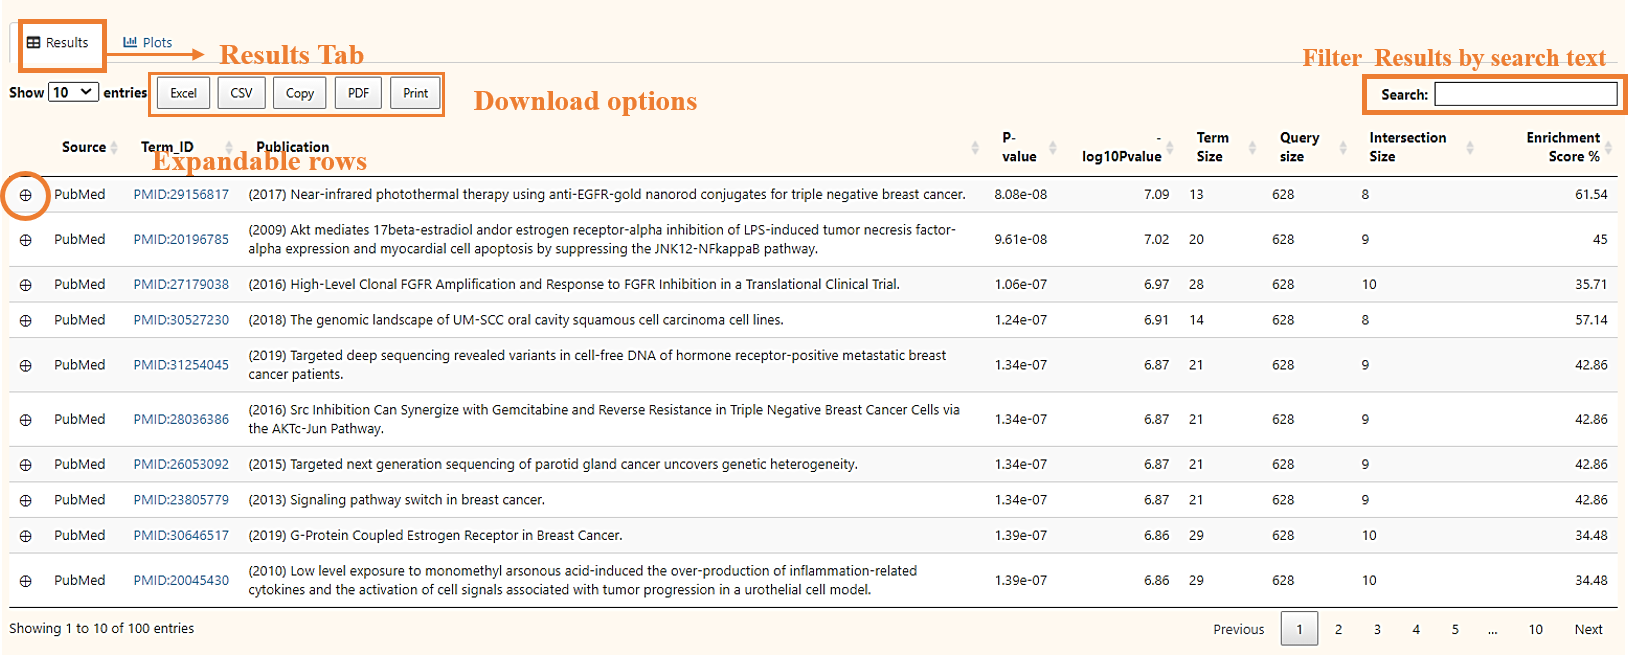 Results Plots
Results Tab
Filter Results by search text
Show 10 entries Excel CSV Copy PDF Print
Download options
Search:
Source Term_ID Publication P-value -log10Pvalue Term Size Query size Intersection Size Enrichment Score %
Expandable rows
PubMed PMID:29156817 (2017) Near-infrared photothermal therapy using anti-EGFR-gold nanorod conjugates for triple negative breast cancer. 8.08e-08 7.09 13 628 8 61.54
PubMed PMID:20196785 (2009) Akt mediates 17beta-estradiol andor estrogen receptor-alpha inhibition of LPS-induced tumor necresis factor-
alpha expression and myocardial cell apoptosis by suppressing the JNK12-NFkappaB pathway. 9.61e-08 7.02 20 628 9 45
PubMed PMID:27179038 (2016) High-Level Clonal FGFR Amplification and Response to FGFR Inhibition in a Translational Clinical Trial. 1.06e-07 6.97 28 628 10 35.71
PubMed PMID:30527230 (2018) The genomic landscape of UM-SCC oral cavity squamous cell carcinoma cell lines. 1.24e-07 6.91 14 628 8 57.14
PubMed PMID:31254045 (2019) Targeted deep sequencing revealed variants in cell-free DNA of hormone receptor-positive metastatic breast
cancer patients. 1.34e-07 6.87 21 628 9 42.86
PubMed PMID:28036386 (2016) Src Inhibition Can Synergize with Gemcitabine and Reverse Resistance in Triple Negative Breast Cancer Cells via
the AKTc-Jun Pathway. 1.34e-07 6.87 21 628 9 42.86
PubMed PMID:26053092 (2015) Targeted next generation sequencing of parotid gland cancer uncovers genetic heterogeneity. 1.34e-07 6.87 21 628 9 42.86
PubMed PMID:23805779 (2013) Signaling pathway switch in breast cancer. 1.34e-07 6.87 21 628 9 42.86
PubMed PMID:30646517 (2019) G-Protein Coupled Estrogen Receptor in Breast Cancer. 1.39e-07 6.86 29 628 10 34.48
PubMed PMID:20045430 (2010) Low level exposure to monomethyl arsonous acid-induced the over-production of inflammation-related
cytokines and the activation of cell signals associated with tumor progression in a urothelial cell model. 1.39e-07 6.86 29 628 10 34.48
Showing 1 to 10 of 100 entries Previous 1 2 3 4 5 ... 10 Next